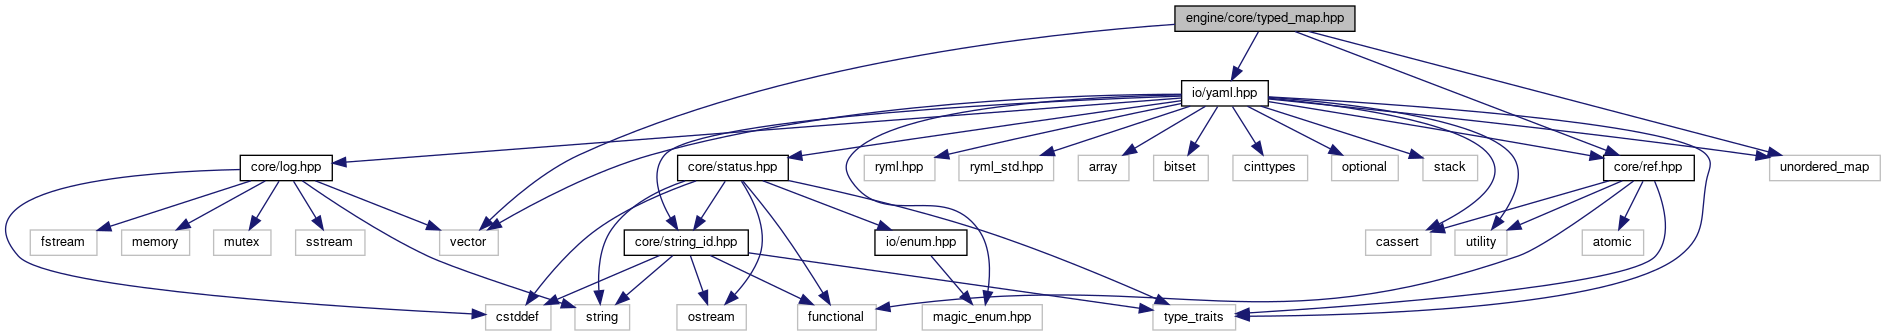 engine/core/typed_map.hpp
io/yaml.hpp
core/log.hpp
core/status.hpp
ryml.hpp
ryml_std.hpp
array
bitset
cinttypes
optional
stack
core/ref.hpp
unordered_map
fstream
memory
mutex
sstream
vector
core/string_id.hpp
io/enum.hpp
cassert
utility
atomic
cstddef
string
ostream
functional
magic_enum.hpp
type_traits